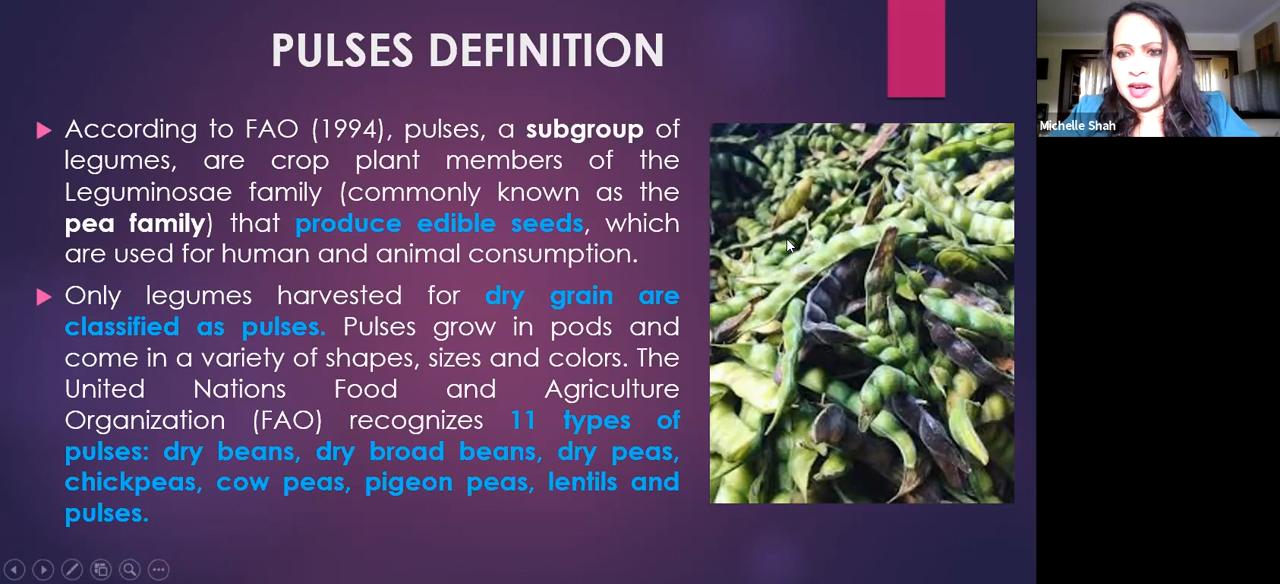 PULSES DEFINITION
According to FAO (1994), pulses, a subgroup of
legumes, are crop plant members of the
Leguminosae family (commonly known as the
pea family) that produce edible seeds, which
are used for human and animal consumption.
Only legumes harvested for dry grain are
classified as pulses. Pulses grow in pods and
come in a variety of shapes, sizes and colors. The
United Nations Food and Agriculture
Organization (FAO) recognizes 11 types of
pulses: dry beans, dry broad beans, dry peas,
chickpeas, cow peas, pigeon peas, lentils and
pulses.
Michelle Shah